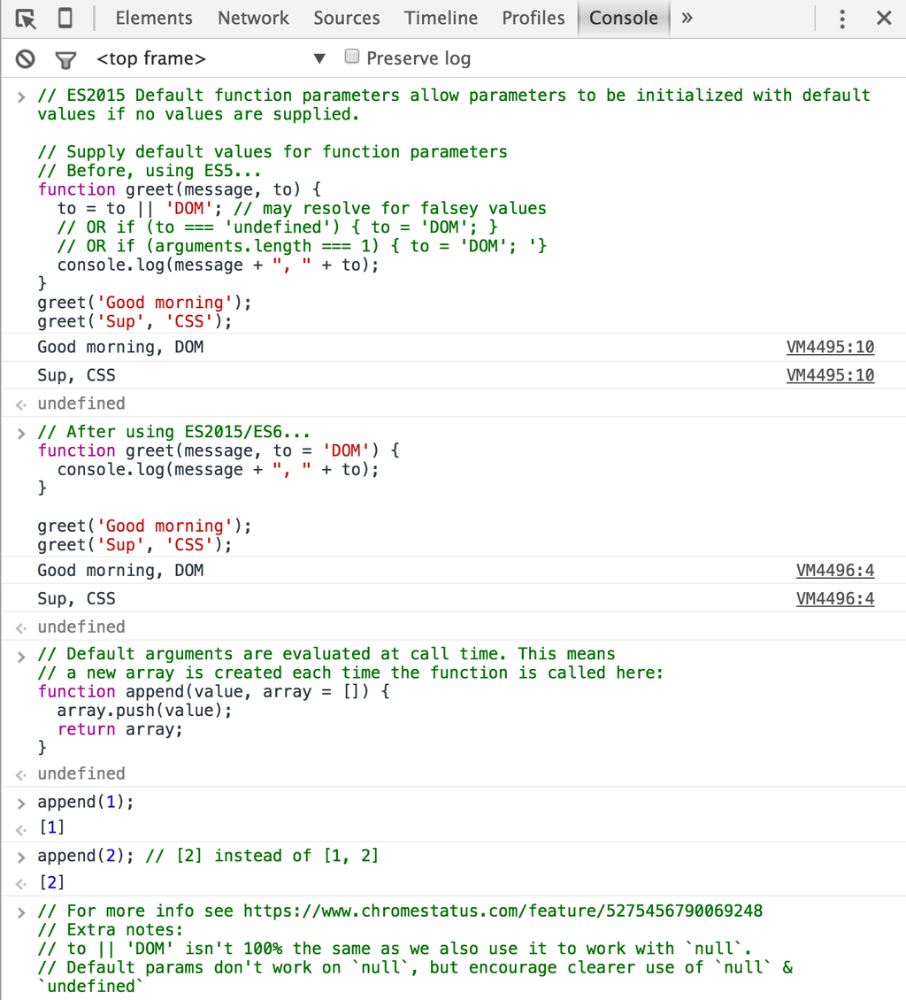 Elements Network Sources Timeline Profiles Console »
<top frame> ▼ Preserve log
> // ES2015 Default function parameters allow parameters to be initialized with default
values if no values are supplied.

// Supply default values for function parameters
// Before, using ES5...
function greet(message, to) {
  to = to || 'DOM'; // may resolve for falsey values
  // OR if (to === 'undefined') { to = 'DOM'; }
  // OR if (arguments.length === 1) { to = 'DOM'; '}
  console.log(message + ", " + to);
}
greet('Good morning');
greet('Sup', 'CSS');
Good morning, DOM VM4495:10
Sup, CSS VM4495:10
undefined
> // After using ES2015/ES6...
function greet(message, to = 'DOM') {
  console.log(message + ", " + to);
}

greet('Good morning');
greet('Sup', 'CSS');
Good morning, DOM VM4496:4
Sup, CSS VM4496:4
undefined
> // Default arguments are evaluated at call time. This means
// a new array is created each time the function is called here:
function append(value, array = []) {
  array.push(value);
  return array;
}
undefined
> append(1);
[1]
> append(2); // [2] instead of [1, 2]
[2]
> // For more info see https://www.chromestatus.com/feature/5275456790069248
// Extra notes:
// to || 'DOM' isn't 100% the same as we also use it to work with `null`.
// Default params don't work on `null`, but encourage clearer use of `null` &
`undefined`